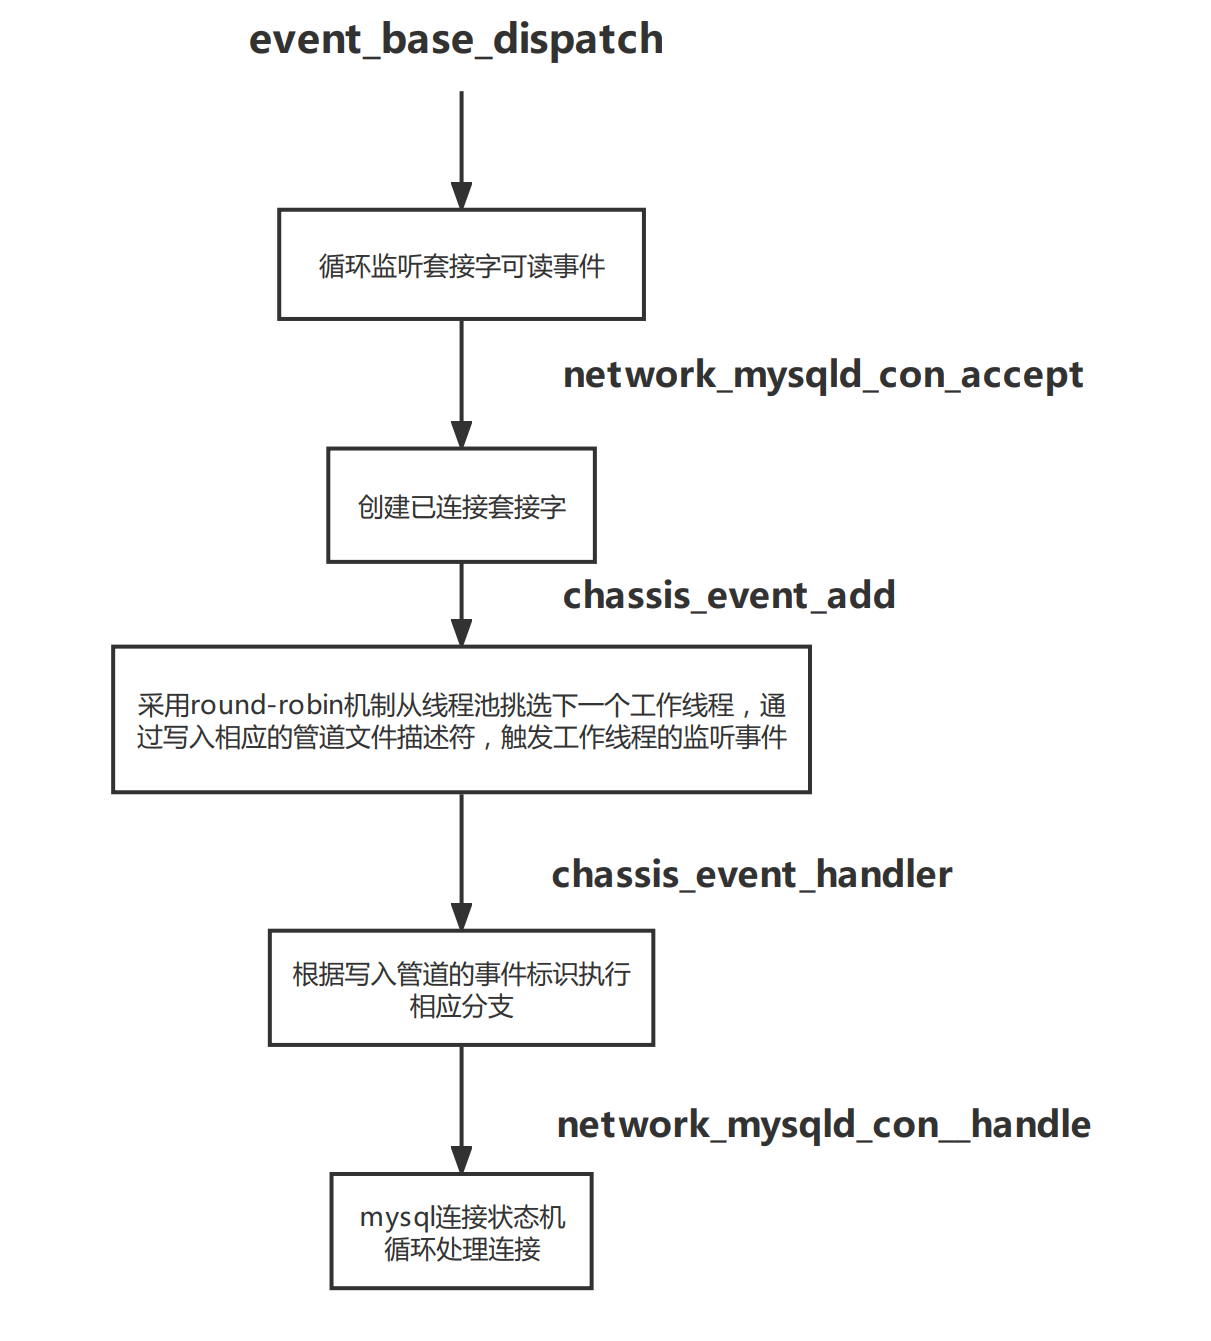 event_base_dispatch
循环监听套接字可读事件
network_mysqld_con_accept
创建已连接套接字
chassis_event_add
采用round-robin机制从线程池挑选下一个工作线程，通
过写入相应的管道文件描述符，触发工作线程的监听事件
chassis_event_handler
根据写入管道的事件标识执行
相应分支
network_mysqld_con__handle
mysql连接状态机
循环处理连接